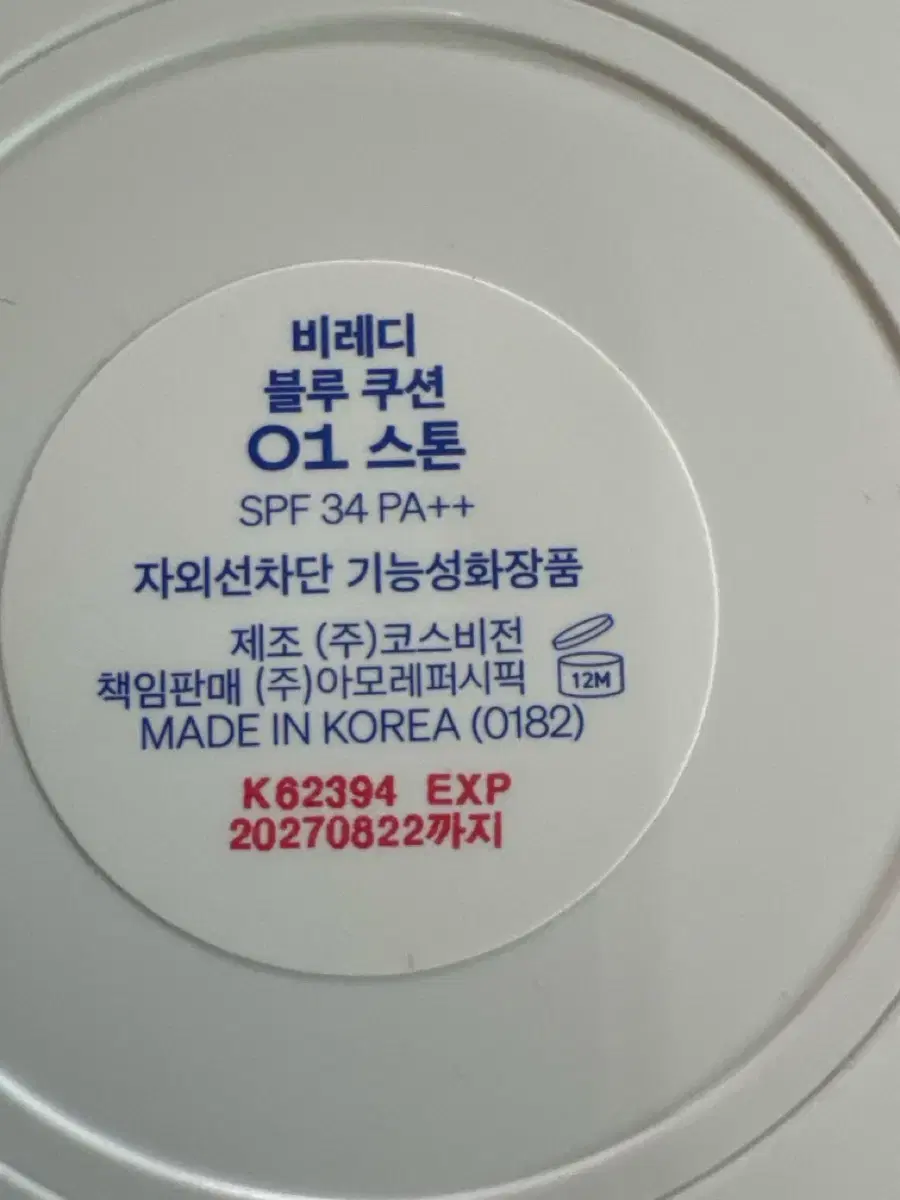 비레디
블루 쿠션
01 스톤
SPF 34 PA++
자외선차단 기능성화장품
제조 (주)코스비전
책임판매 (주)아모레퍼시픽
12M
MADE IN KOREA (0182)
K62394 EXP
20270822까지